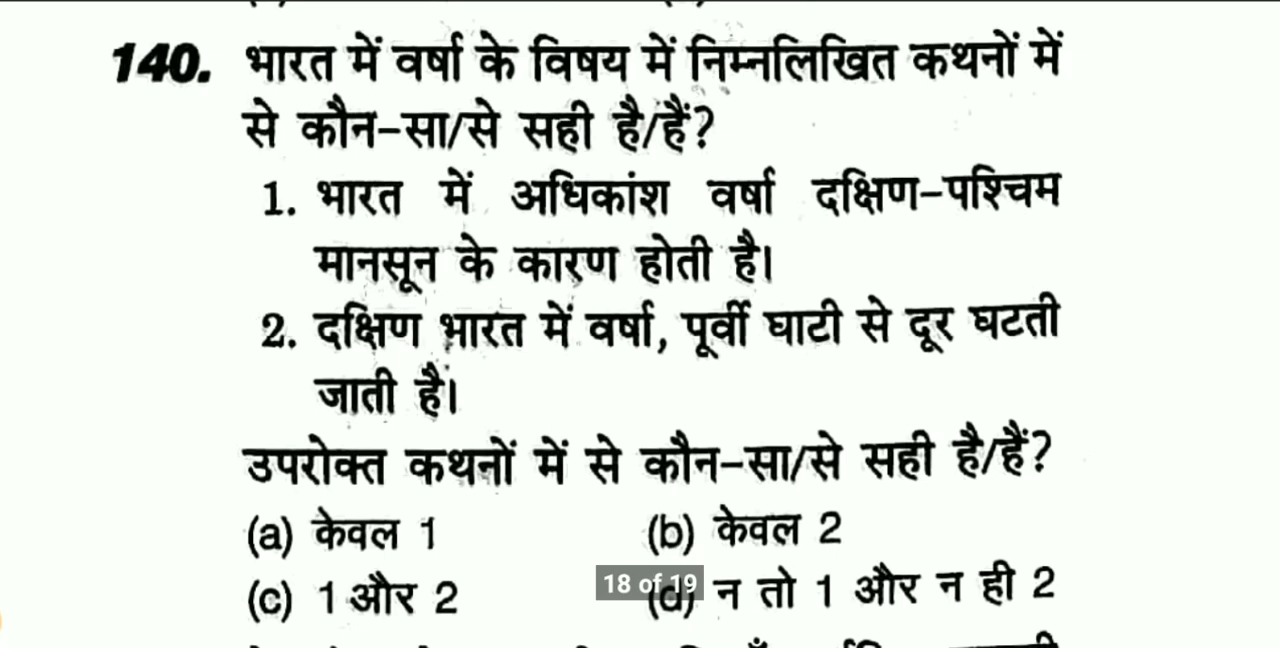 140. भारत में वर्षा के विषय में निम्नलिखित कथनों में
से कौन-सा/से सही है/हैं?
1. भारत में अधिकांश वर्षा दक्षिण-पश्चिम
मानसून के कारण होती है।
2. दक्षिण भारत में वर्षा, पूर्वी घाटी से दूर घटती
जाती है।
उपरोक्त कथनों में से कौन-सा/से सही है/हैं?
(a) केवल 1 (b) केवल 2
(c) 1 और 2 (d) न तो 1 और न ही 2
18 of 19